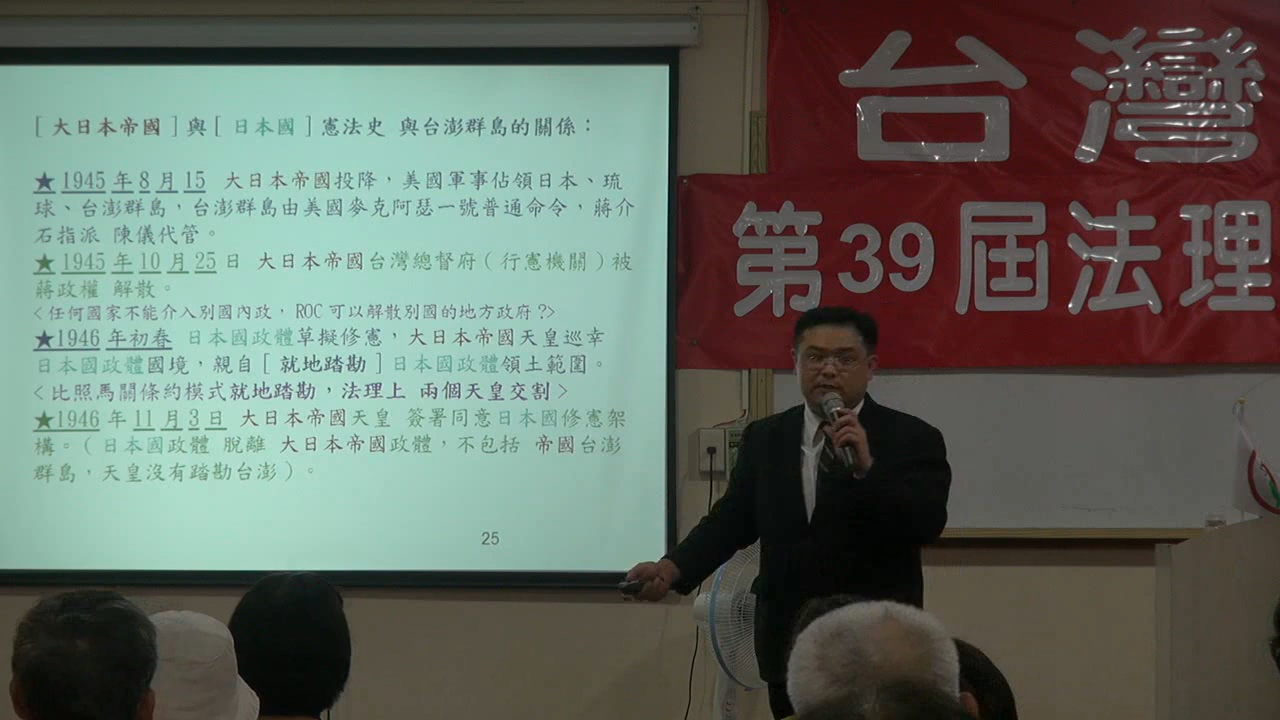 [ 大日本帝國 ] 與 [ 日本國 ] 憲法史 與台澎群島的關係：
★1945年8月15 大日本帝國投降，美國軍事佔領日本、琉
球、台澎群島，台澎群島由美國麥克阿瑟一號普通命令，蔣介
石指派 陳儀代管。
★1945年10月25日 大日本帝國台灣總督府（行憲機關）被
蔣政權 解散。
<任何國家不能介入別國內政，ROC可以解散別國的地方政府？>
★1946年初春 日本國政體草擬修憲，大日本帝國天皇巡幸
日本國政體國境，親自 [ 就地踏勘 ] 日本國政體領土範圍。
<比照馬關條約模式就地踏勘，法理上 兩個天皇交割>
★1946年11月3日 大日本帝國天皇 簽署同意日本國修憲架
構。（日本國政體 脫離 大日本帝國政體，不包括 帝國台澎
群島，天皇沒有踏勘台澎）。
25
台灣
第39屆法理